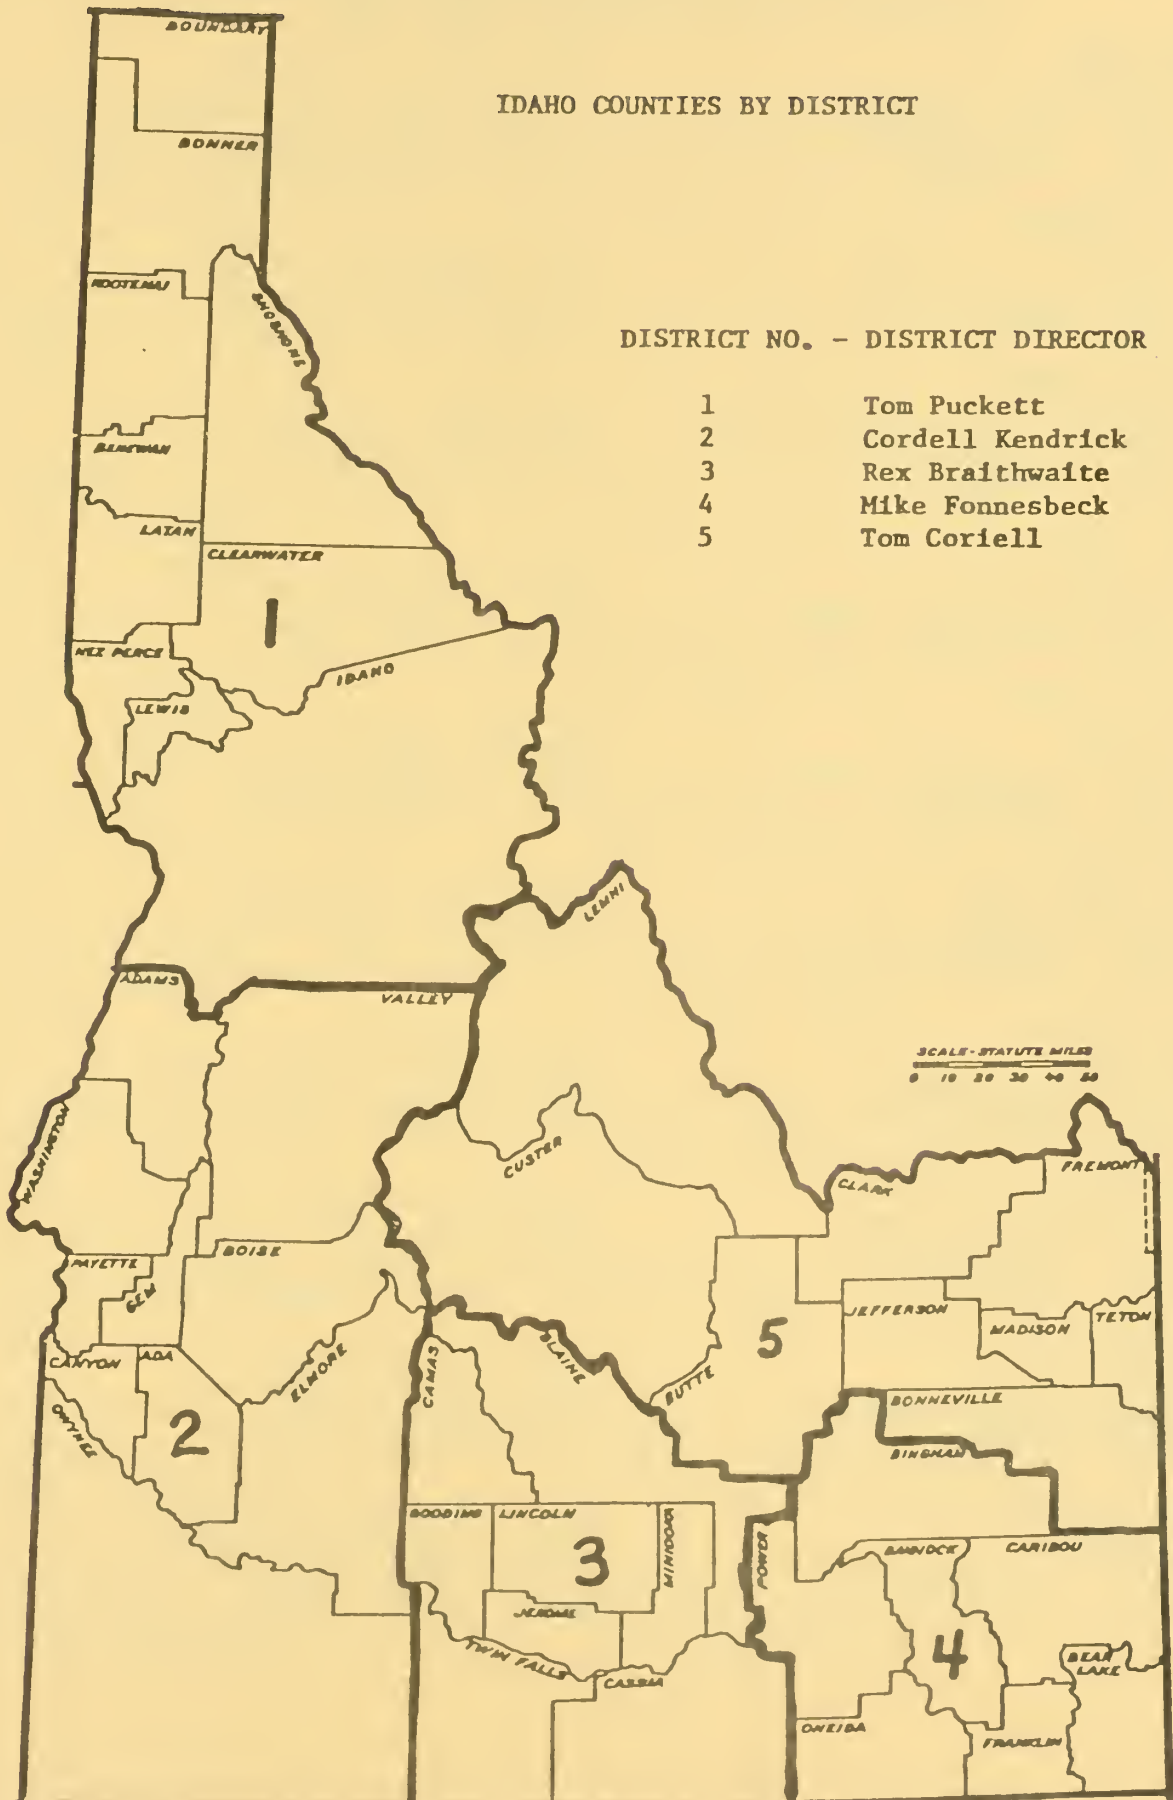 BOUNDARY
IDAHO COUNTIES BY DISTRICT
BONNER
KOOTENAI
SHOSHONE
DISTRICT NO. - DISTRICT DIRECTOR
1 Tom Puckett
2 Cordell Kendrick
3 Rex Braithwaite
4 Mike Fonnesbeck
5 Tom Coriell
BENEWAH
LATAH
CLEARWATER
1
NEZ PERCE
IDAHO
LEWIS
LEMHI
ADAMS
VALLEY
SCALE-STATUTE MILES
0 10 20 30 40 50
WASHINGTON
CUSTER
CLARK
FREMONT
PAYETTE
BOISE
GEM
JEFFERSON
MADISON
TETON
5
CANYON
ADA
ELMORE
CAMAS
BLAINE
BUTTE
BONNEVILLE
OWYHEE
2
BINGHAM
GOODING
LINCOLN
MINIDOKA
POWER
3
BANNOCK
CARIBOU
JEROME
4
TWIN FALLS
CASSIA
BEAR
LAKE
ONEIDA
FRANKLIN